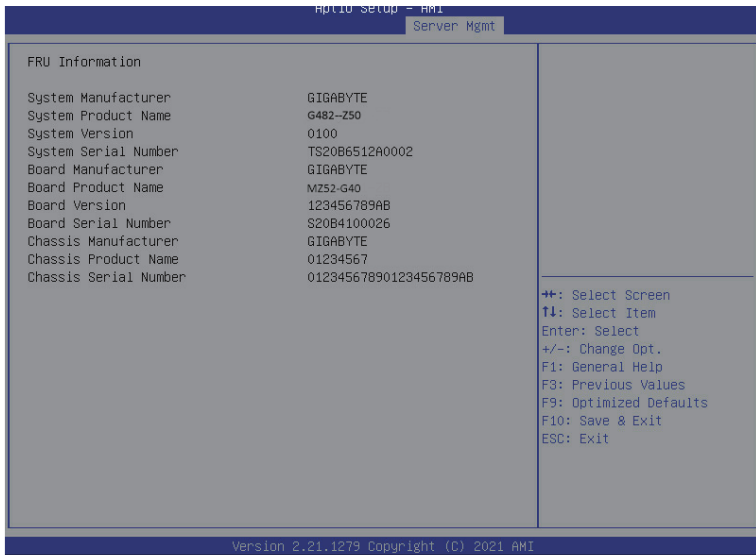 Aptio Setup – AMI
Server Mgmt
FRU Information
System Manufacturer GIGABYTE
System Product Name G482--Z50
System Version 0100
System Serial Number TS20B6512A0002
Board Manufacturer GIGABYTE
Board Product Name MZ52-G40
Board Version 123456789AB
Board Serial Number S20B4100026
Chassis Manufacturer GIGABYTE
Chassis Product Name 01234567
Chassis Serial Number 01234567890123456789AB
→←: Select Screen
↑↓: Select Item
Enter: Select
+/-: Change Opt.
F1: General Help
F3: Previous Values
F9: Optimized Defaults
F10: Save & Exit
ESC: Exit
Version 2.21.1279 Copyright (C) 2021 AMI